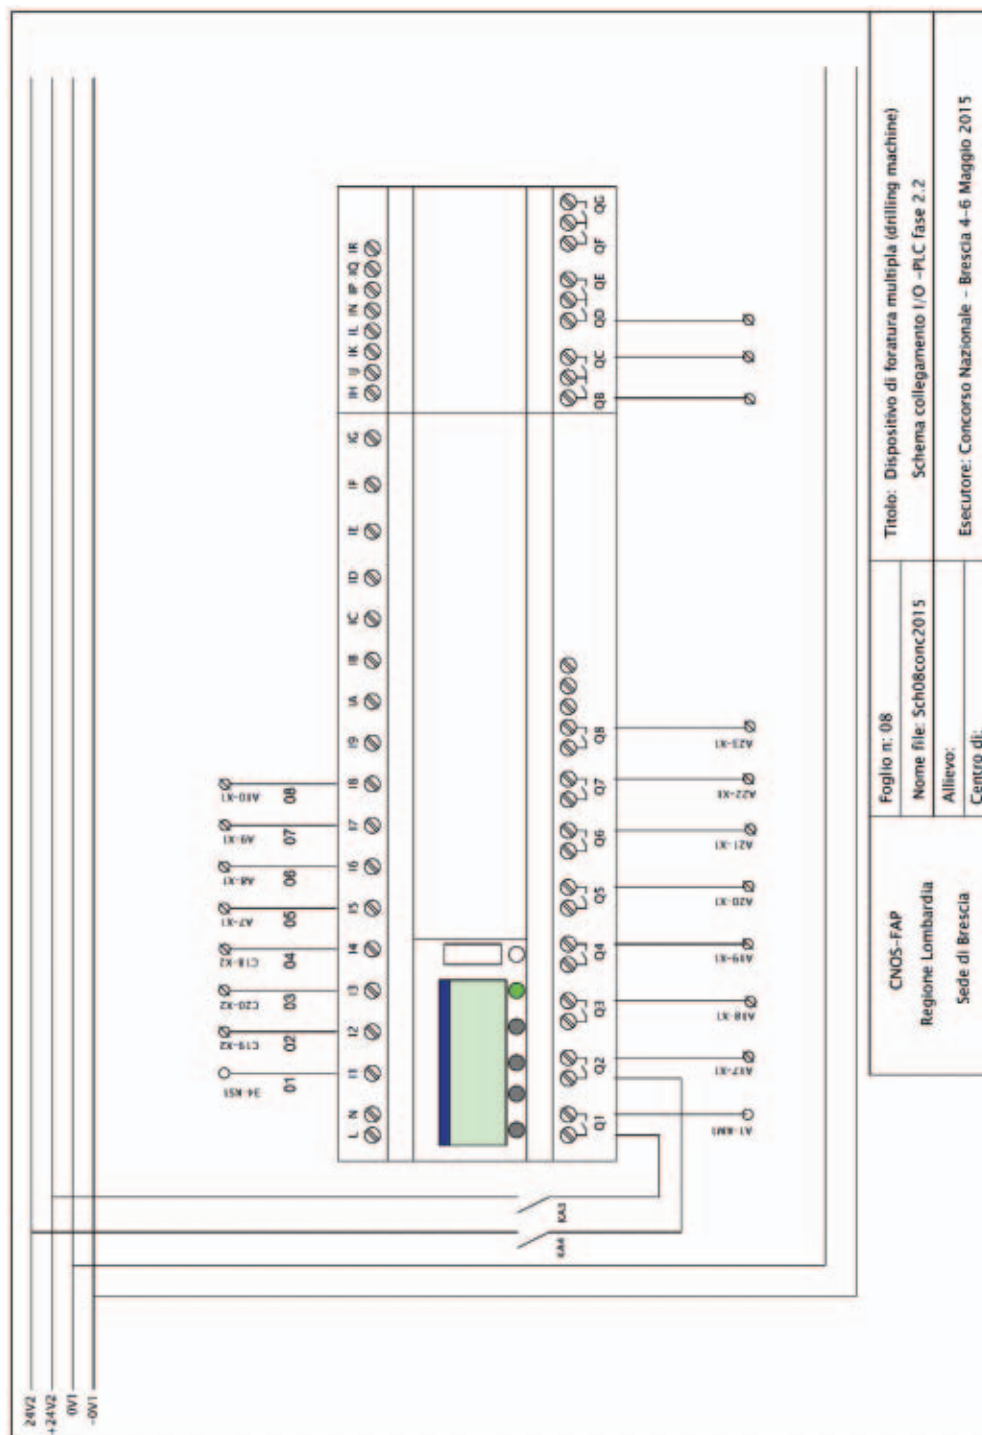 24V2
+24V2
0V1
-0V1
34-KS1
C19-X2
C20-X2
C18-X2
A7-X1
A8-X1
A9-X1
A10-X1
01
02
03
04
05
06
07
08
L N I1 I2 I3 I4 I5 I6 I7 I8 I9 IA IB IC ID IE IF IG IH IJ IK IL IN IP IQ IR
KA4
KA3
Q1 Q2 Q3 Q4 Q5 Q6 Q7 Q8 QB QC QD QE QF QG
A1-KM1
A17-X1
A18-X1
A19-X1
A20-X1
A21-X1
A22-X1
A23-X1
CNOS-FAP
Regione Lombardia
Sede di Brescia
Foglio n: 08
Nome file: Sch08conc2015
Allievo:
Centro di:
Titolo: Dispositivo di foratura multipla (drilling machine)
Schema collegamento I/O -PLC fase 2.2
Esecutore: Concorso Nazionale - Brescia 4-6 Maggio 2015